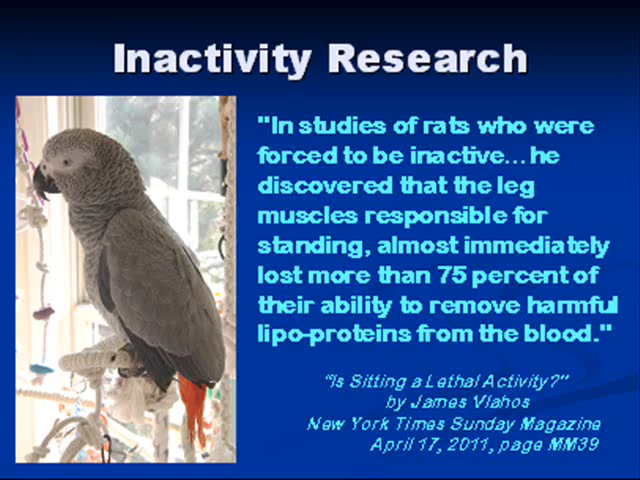 Inactivity Research
"In studies of rats who were
forced to be inactive...he
discovered that the leg
muscles responsible for
standing, almost immediately
lost more than 75 percent of
their ability to remove harmful
lipo-proteins from the blood."
"Is Sitting a Lethal Activity?"
by James Vlahos
New York Times Sunday Magazine
April 17, 2011, page MM39